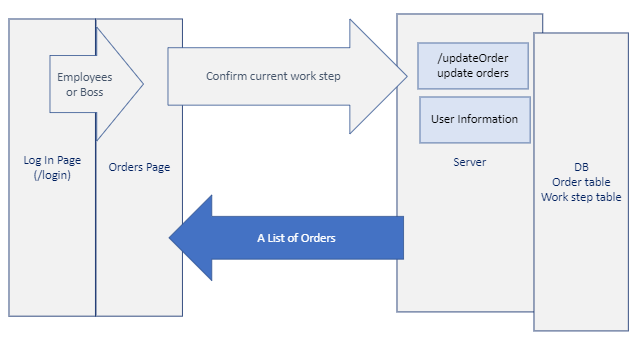 Employees
or Boss
Log In Page
(/login)
Orders Page
Confirm current work step
A List of Orders
/updateOrder
update orders
User Information
Server
DB
Order table
Work step table